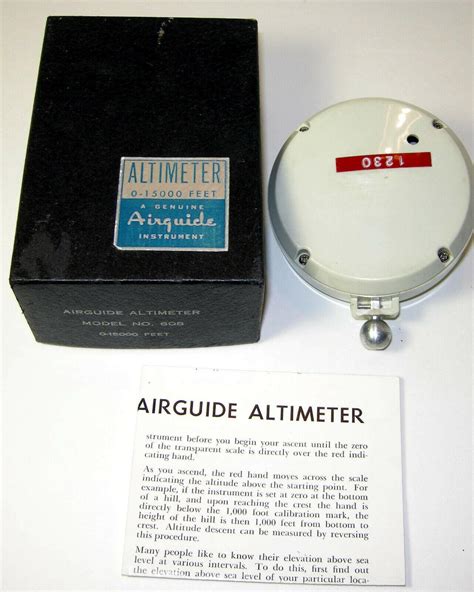 ALTIMETER
0-15000 FEET
A GENUINE
Airguide
INSTRUMENT
AIRGUIDE ALTIMETER
MODEL NO. 605
0-15000 FEET
1230
AIRGUIDE ALTIMETER
strument before you begin your ascent until the zero
of the transparent scale is directly over the red indi-
cating hand.
As you ascend, the red hand moves across the scale
indicating the altitude above the starting point. For
example, if the instrument is set at zero at the bottom
of a hill, and upon reaching the crest the hand is
directly below the 1,000 foot calibration mark, the
height of the hill is then 1,000 feet from bottom to
crest. Altitude descent can be measured by reversing
this procedure.
Many people like to know their elevation above sea
level at various intervals. To do this, first find out
the elevation above sea level of your particular loca-